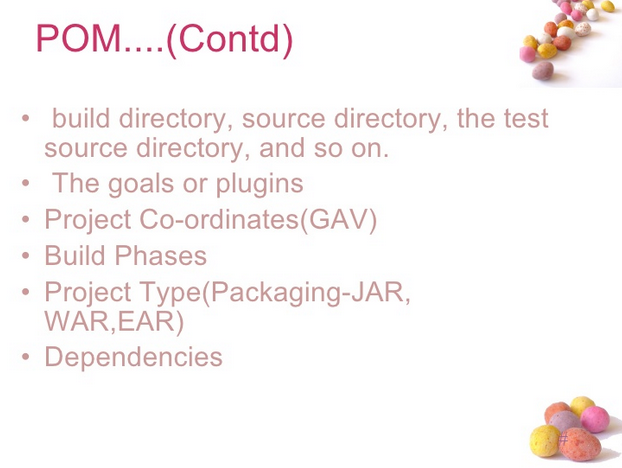 POM....(Contd)
• build directory, source directory, the test
source directory, and so on.
• The goals or plugins
• Project Co-ordinates(GAV)
• Build Phases
• Project Type(Packaging-JAR,
WAR,EAR)
• Dependencies
#